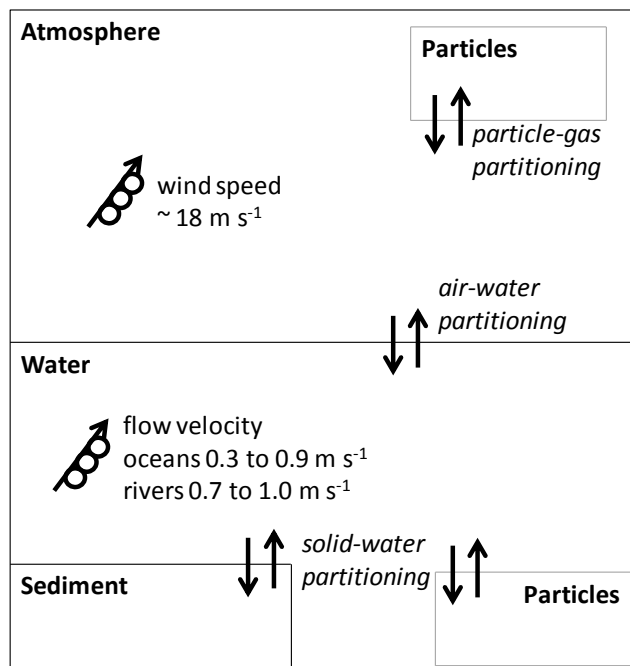 Atmosphere
Particles
particle-gas
partitioning
wind speed
~ 18 m s-1
air-water
partitioning
Water
flow velocity
oceans 0.3 to 0.9 m s-1
rivers 0.7 to 1.0 m s-1
solid-water
partitioning
Sediment
Particles